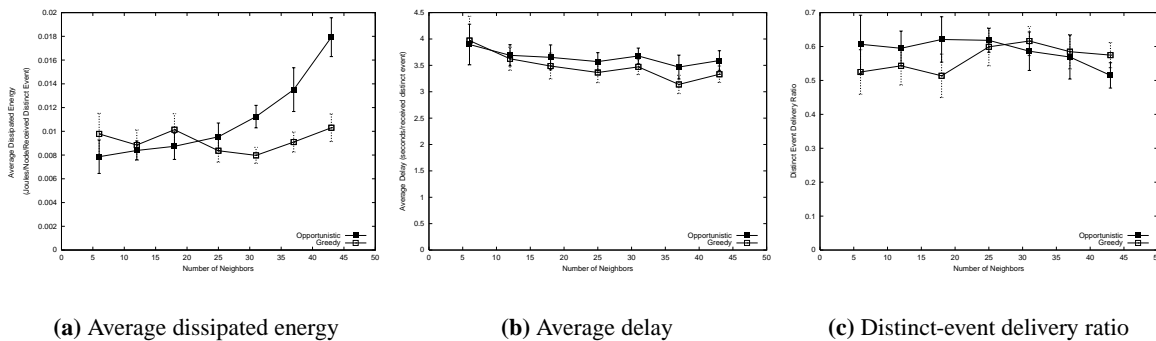 0.02
0.018
0.016
0.014
0.012
0.01
0.008
0.006
0.004
0.002
0
Average Dissipated Energy
(Joules/Node/Received Distinct Event)
0 5 10 15 20 25 30 35 40 45 50
Number of Neighbors
Opportunistic
Greedy
4.5
4
3.5
3
2.5
2
1.5
1
0.5
0
Average Delay (seconds/received distinct event)
0 5 10 15 20 25 30 35 40 45 50
Number of Neighbors
Opportunistic
Greedy
0.7
0.6
0.5
0.4
0.3
0.2
0.1
0
Distinct Event Delivery Ratio
0 5 10 15 20 25 30 35 40 45 50
Number of Neighbors
Opportunistic
Greedy
(a) Average dissipated energy
(b) Average delay
(c) Distinct-event delivery ratio